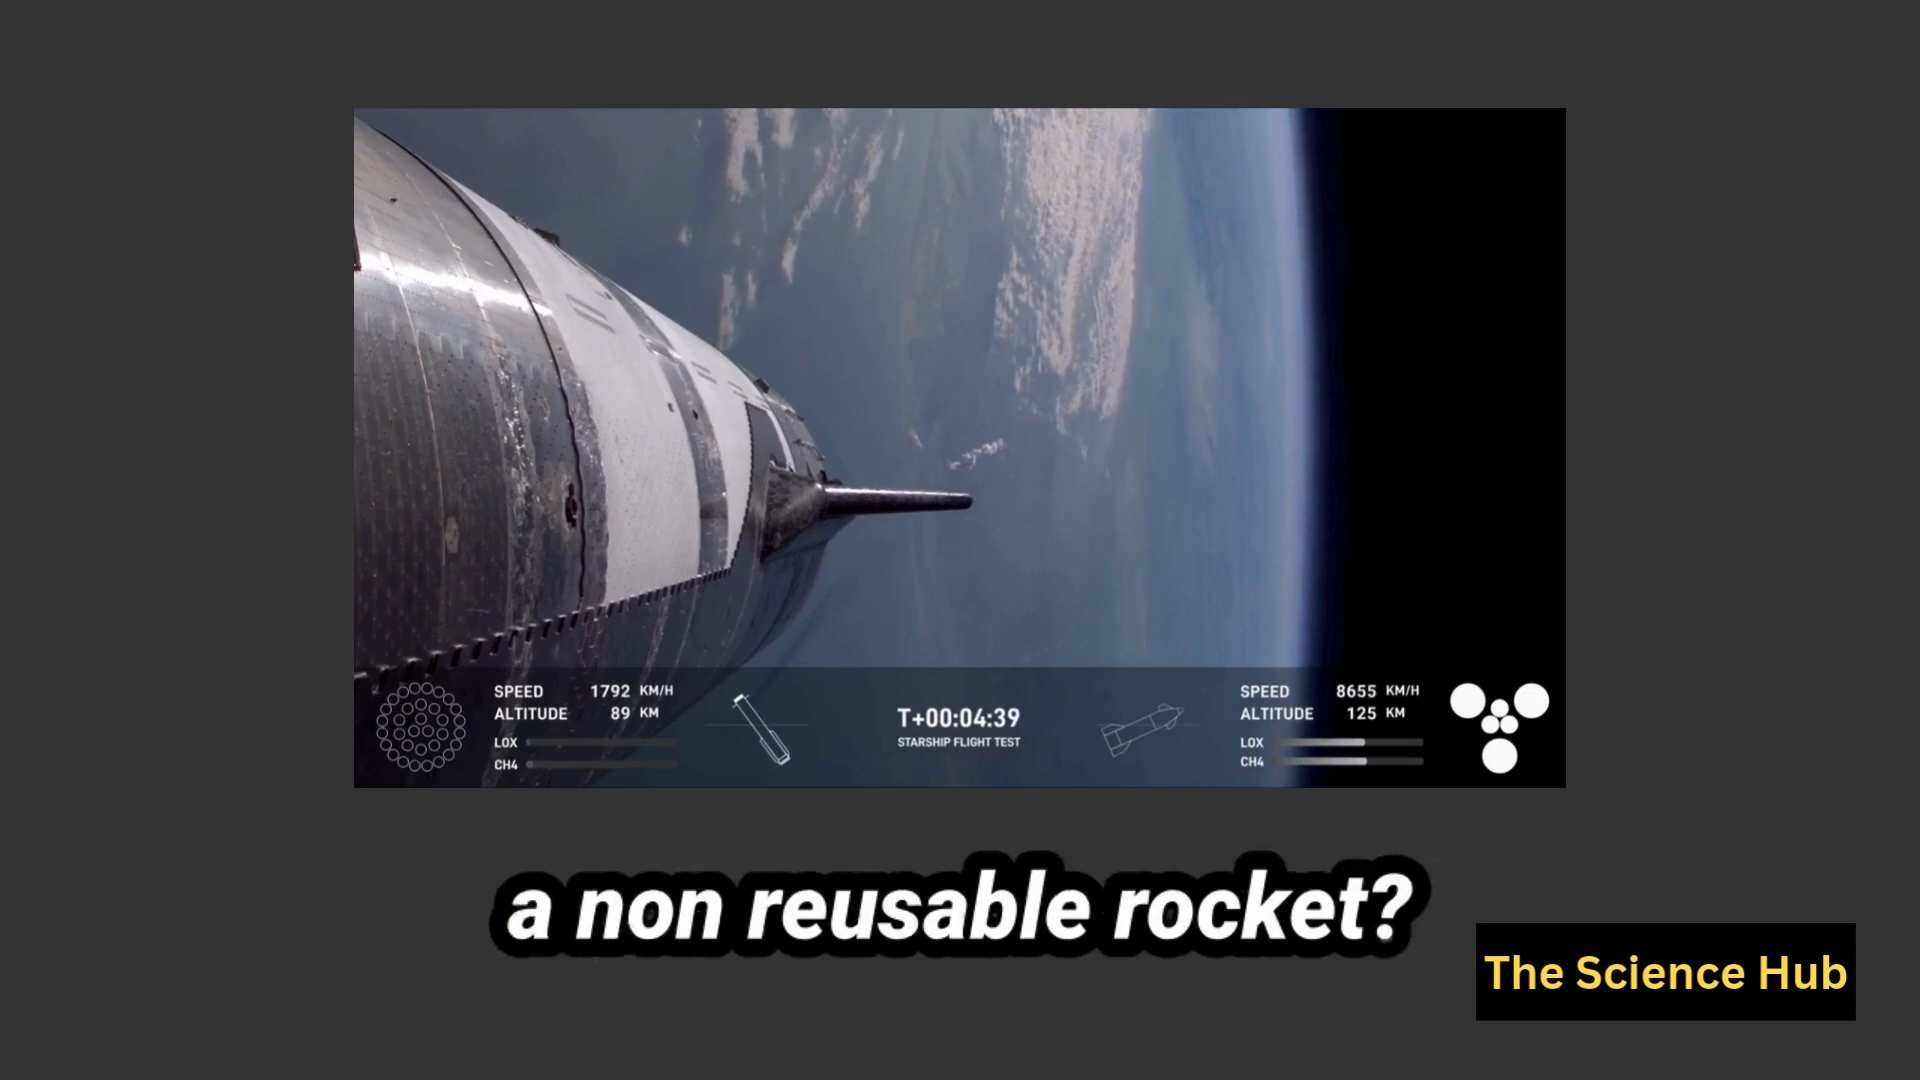 SPEED 1792 KM/H
ALTITUDE 89 KM
LOX
CH4
T+00:04:39
STARSHIP FLIGHT TEST
SPEED 8655 KM/H
ALTITUDE 125 KM
LOX
CH4
a non reusable rocket?
The Science Hub